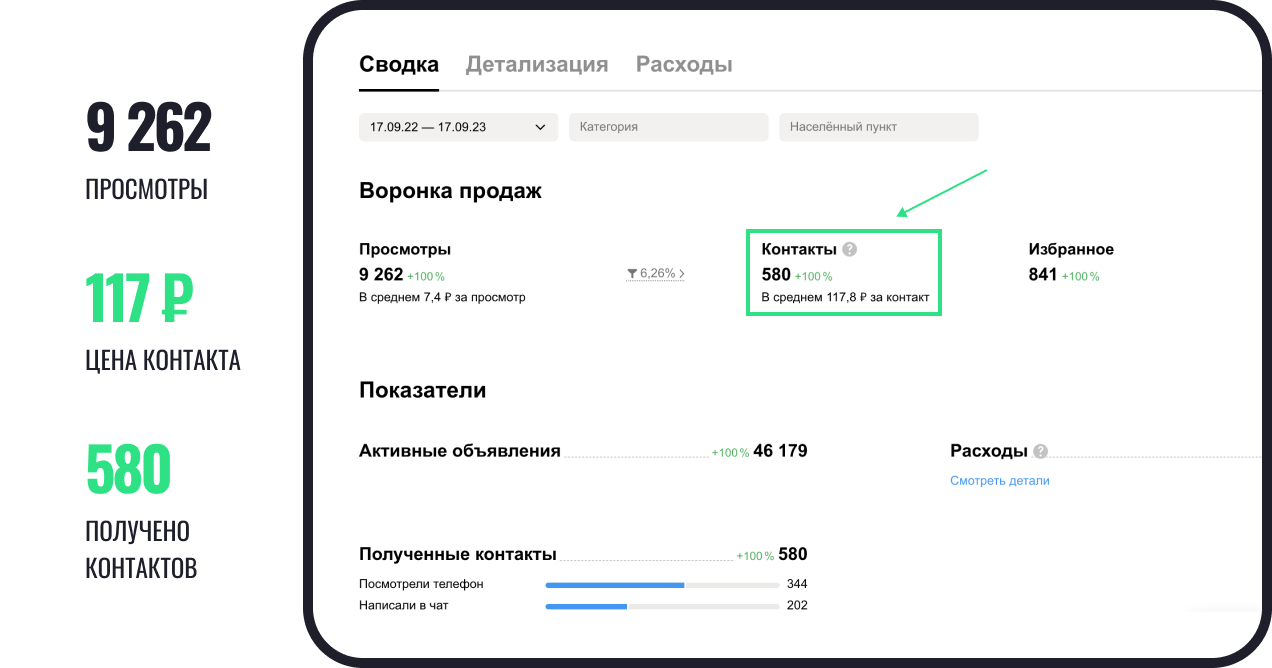 9 262
ПРОСМОТРЫ
117 ₽
ЦЕНА КОНТАКТА
580
ПОЛУЧЕНО
КОНТАКТОВ
Сводка Детализация Расходы
17.09.22 — 17.09.23 Категория Населённый пункт
Воронка продаж
Просмотры
9 262 +100 %
В среднем 7,4 ₽ за просмотр
6,26%
Контакты ?
580 +100 %
В среднем 117,8 ₽ за контакт
Избранное
841 +100 %
Показатели
Активные объявления +100 % 46 179
Расходы ?
Смотреть детали
Полученные контакты +100 % 580
Посмотрели телефон 344
Написали в чат 202